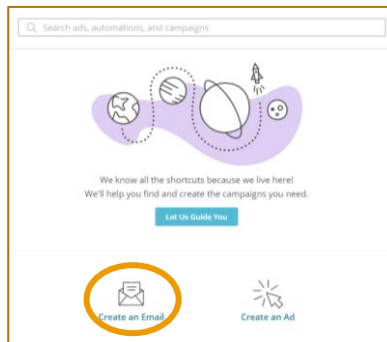 Search ads, automations, and campaigns
We know all the shortcuts because we live here!
We'll help you find and create the campaigns you need.
Let Us Guide You
Create an Email
Create an Ad